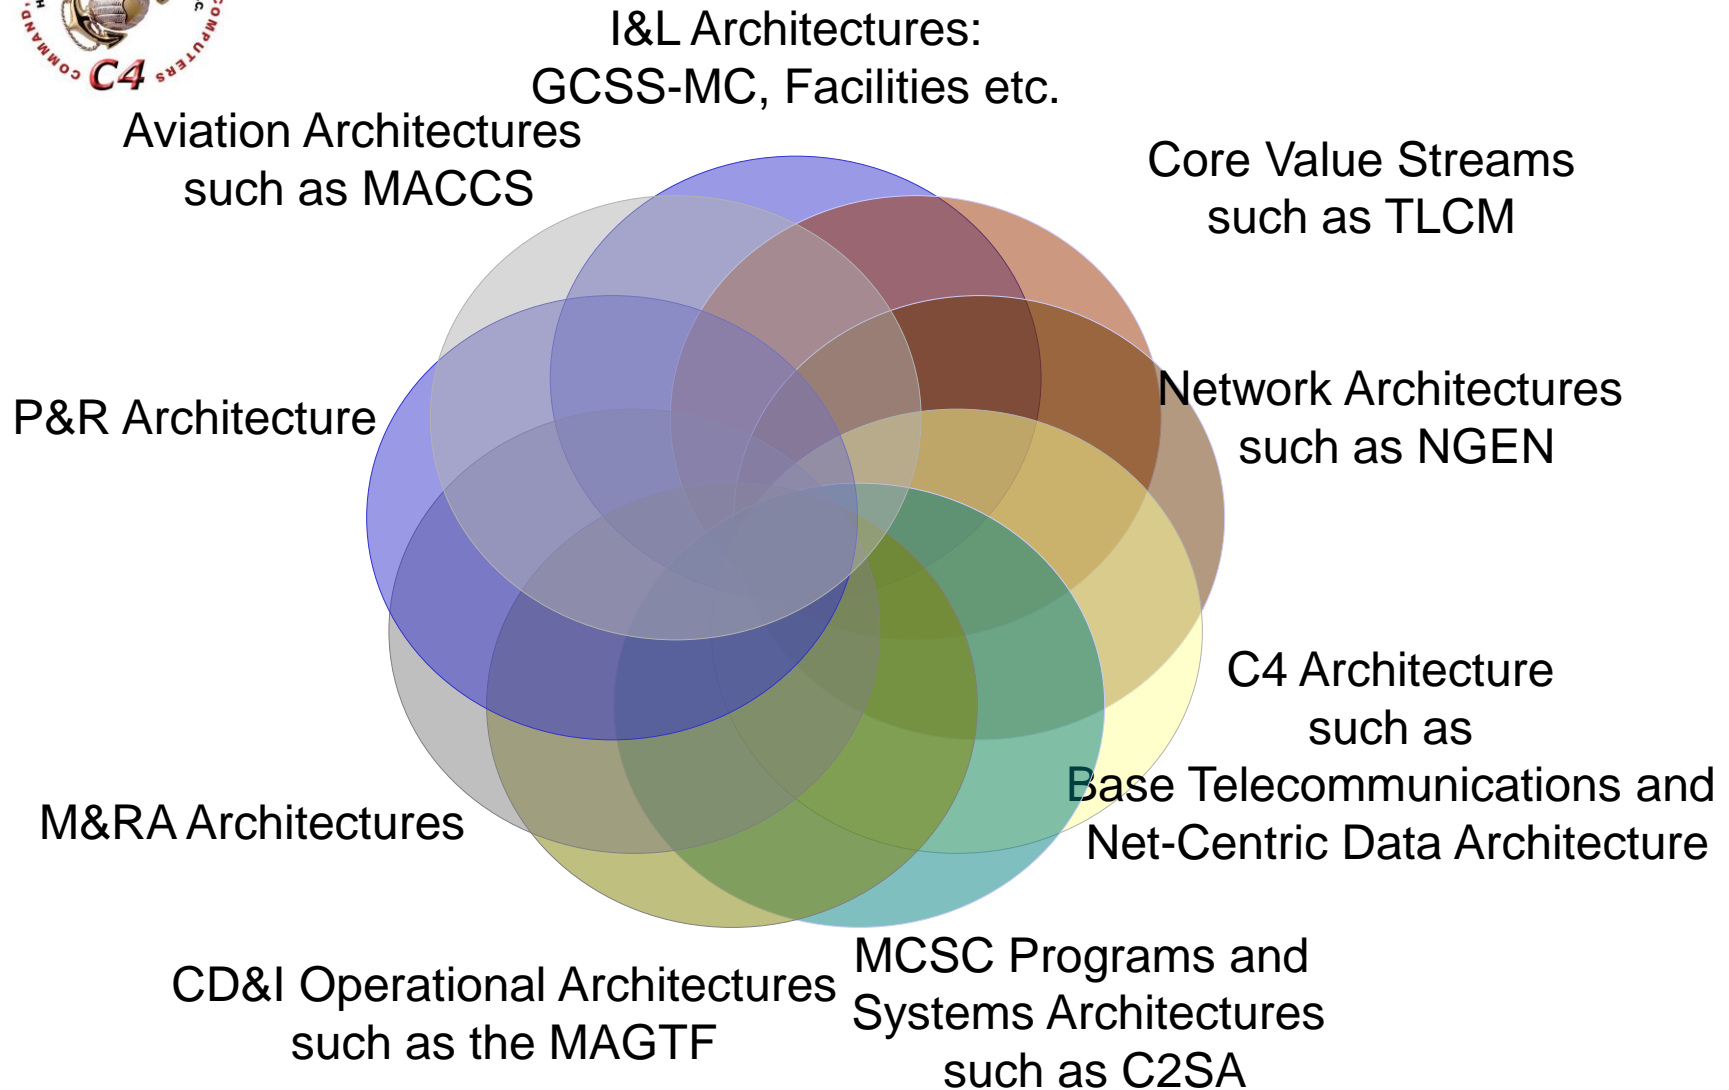 COMMAND,
COMPUTERS
C4
I&L Architectures:
GCSS-MC, Facilities etc.
Aviation Architectures
such as MACCS
Core Value Streams
such as TLCM
P&R Architecture
Network Architectures
such as NGEN
C4 Architecture
such as
Base Telecommunications and
Net-Centric Data Architecture
M&RA Architectures
CD&I Operational Architectures
such as the MAGTF
MCSC Programs and
Systems Architectures
such as C2SA